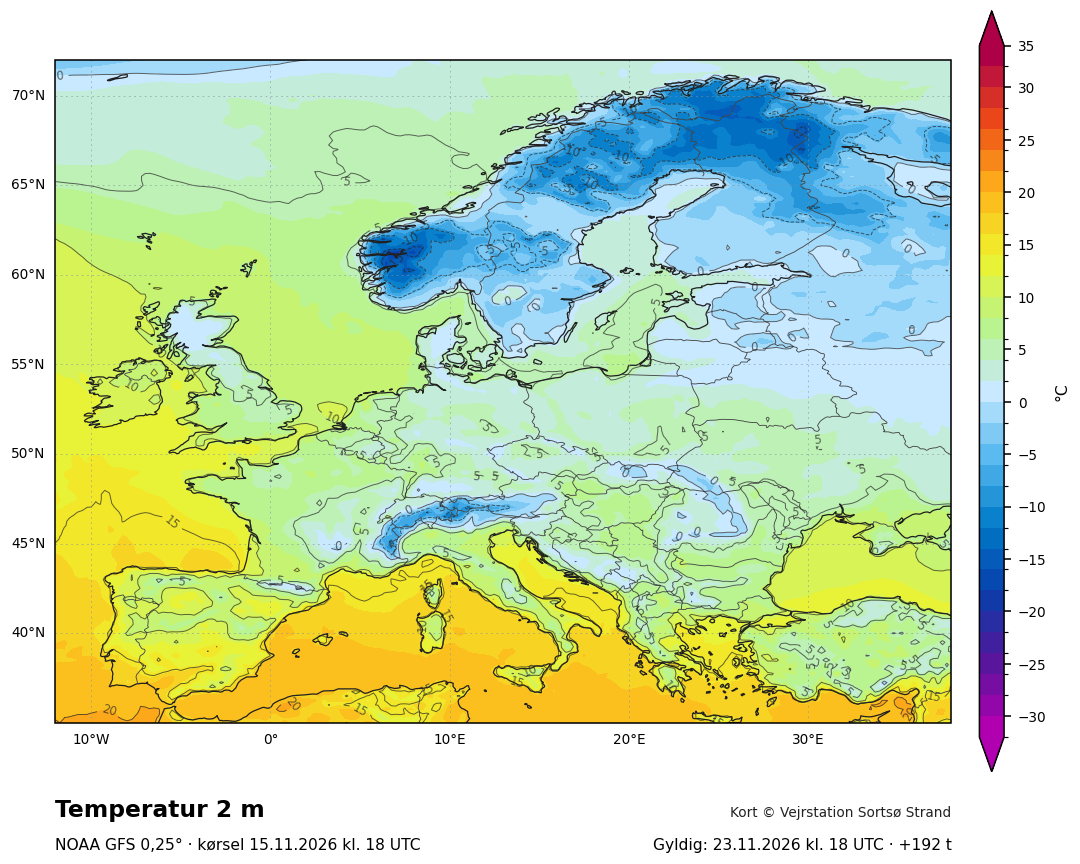 35
30
25
20
15
10
5
0
−5
−10
−15
−20
−25
−30
°C
70°N
65°N
60°N
55°N
50°N
45°N
40°N
10°W
0°
10°E
20°E
30°E
Temperatur 2 m
Kort © Vejrstation Sortsø Strand
NOAA GFS 0,25° · kørsel 15.11.2026 kl. 18 UTC
Gyldig: 23.11.2026 kl. 18 UTC · +192 t